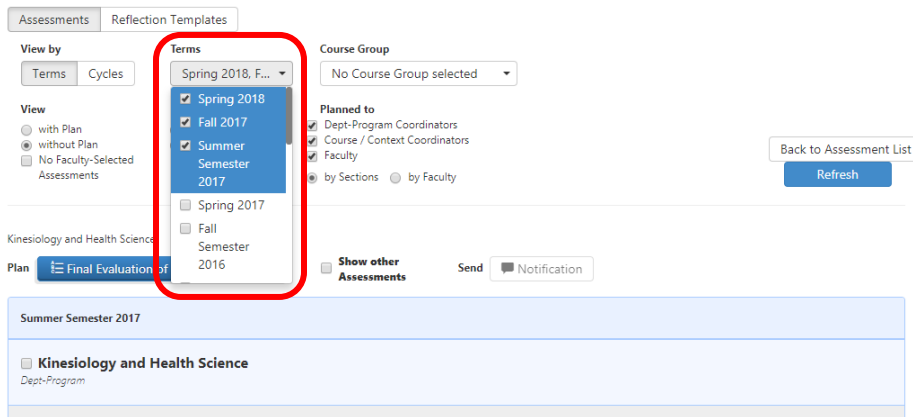 Assessments Reflection Templates
View by Terms Course Group
Terms Cycles Spring 2018, F... No Course Group selected
Spring 2018
Fall 2017
Summer
Semester
2017
Spring 2017
Fall
Semester
2016
View
with Plan
without Plan
No Faculty-Selected
Assessments
Planned to
Dept-Program Coordinators
Course / Context Coordinators
Faculty
by Sections by Faculty
Back to Assessment List
Refresh
Kinesiology and Health Science
Plan Final Evaluation of
Show other
Assessments
Send Notification
Summer Semester 2017
Kinesiology and Health Science
Dept-Program